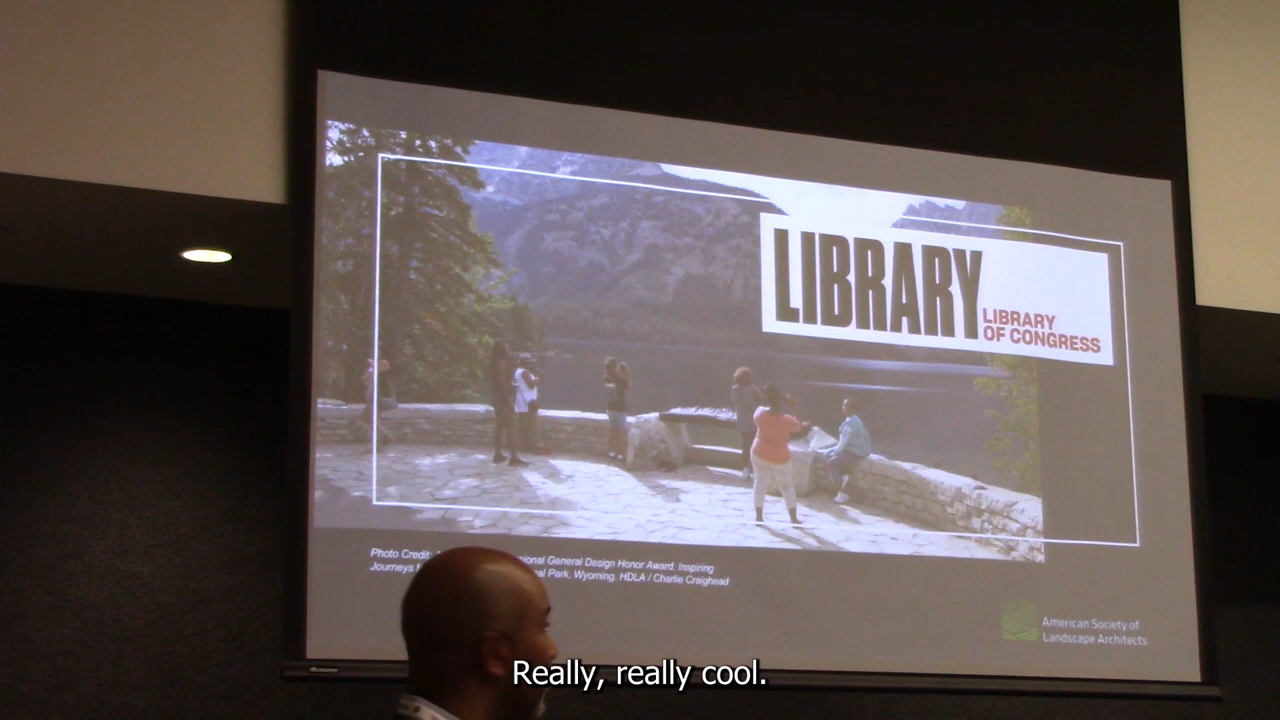 LIBRARY
LIBRARY
OF CONGRESS
Photo Credit: ional General Design Honor Award. Inspiring
Journeys al Park, Wyoming. HDLA / Charlie Craighead
American Society of
Landscape Architects
Really, really cool.